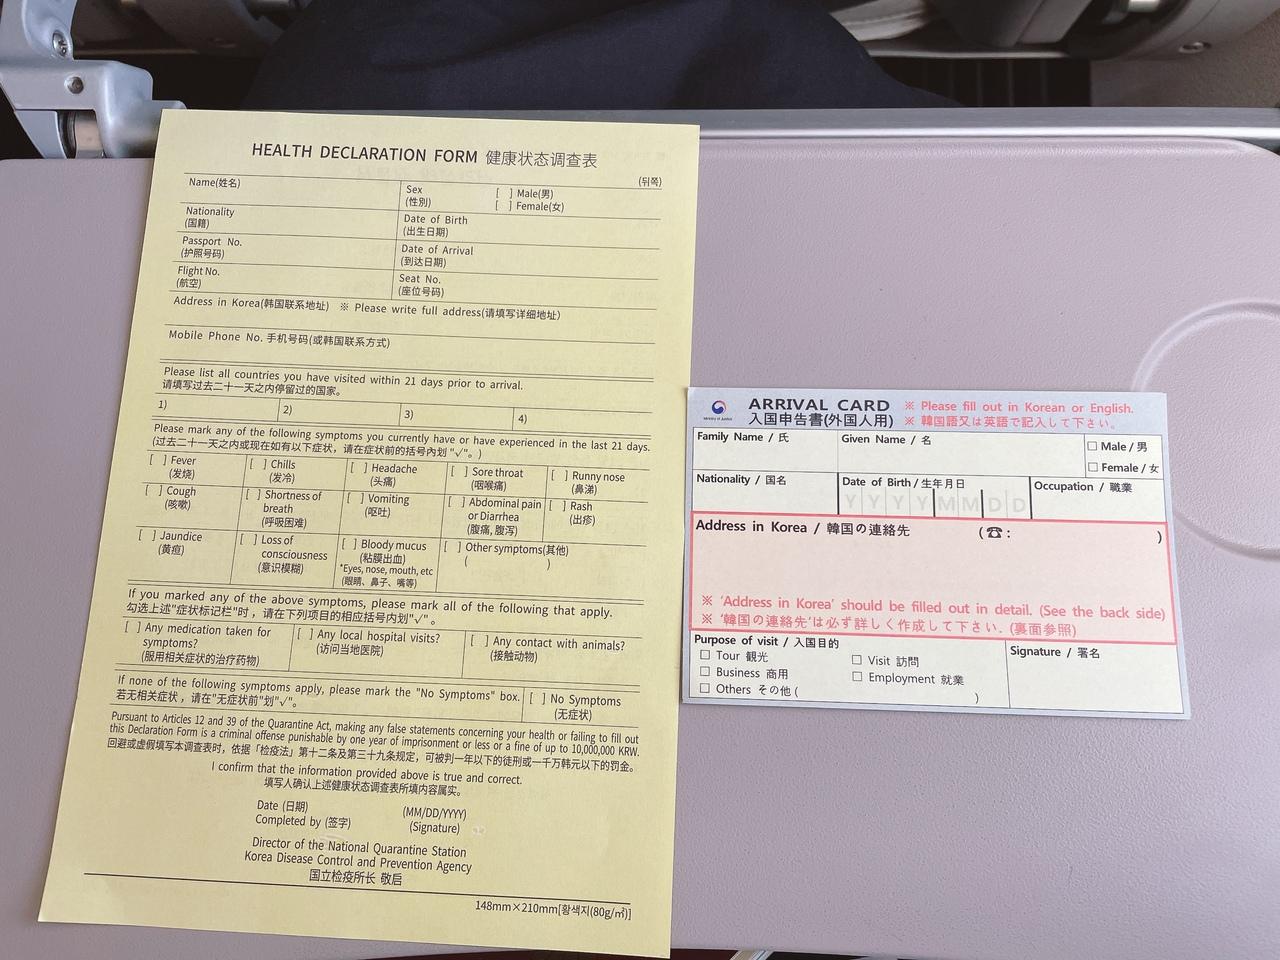 HEALTH DECLARATION FORM 健康状态调查表
(뒤쪽)
Name(姓名)
Sex
(性別)
[ ] Male(男)
[ ] Female(女)
Nationality
(国籍)
Date of Birth
(出生日期)
Passport No.
(护照号码)
Date of Arrival
(到达日期)
Flight No.
(航空)
Seat No.
(座位号码)
Address in Korea(韩国联系地址) ※ Please write full address(请填写详细地址)
Mobile Phone No. 手机号码(或韩国联系方式)
Please list all countries you have visited within 21 days prior to arrival.
请填写过去二十一天之内停留过的国家。
1) 2) 3) 4)
Please mark any of the following symptoms you currently have or have experienced in the last 21 days.
(过去二十一天之内或现在如有以下症状，请在症状前的括号内划 "√"。)
[ ] Fever
(发烧)
[ ] Chills
(发冷)
[ ] Headache
(头痛)
[ ] Sore throat
(咽喉痛)
[ ] Runny nose
(鼻涕)
[ ] Cough
(咳嗽)
[ ] Shortness of
breath
(呼吸困难)
[ ] Vomiting
(呕吐)
[ ] Abdominal pain
or Diarrhea
(腹痛, 腹泻)
[ ] Rash
(出疹)
[ ] Jaundice
(黄疸)
[ ] Loss of
consciousness
(意识模糊)
[ ] Bloody mucus
(粘膜出血)
*Eyes, nose, mouth, etc
(眼睛、鼻子、嘴等)
[ ] Other symptoms(其他)
( )
If you marked any of the above symptoms, please mark all of the following that apply.
勾选上述"症状标记栏"时，请在下列项目的相应括号内划"√" 。
[ ] Any medication taken for
symptoms?
(服用相关症状的治疗药物)
[ ] Any local hospital visits?
(访问当地医院)
[ ] Any contact with animals?
(接触动物)
If none of the following symptoms apply, please mark the "No Symptoms" box.
若无相关症状，请在"无症状前"划"√"。
[ ] No Symptoms
(无症状)
Pursuant to Articles 12 and 39 of the Quarantine Act, making any false statements concerning your health or failing to fill out
this Declaration Form is a criminal offense punishable by one year of imprisonment or less or a fine of up to 10,000,000 KRW.
回避或虚假填写本调查表时，依据「检疫法」第十二条及第三十九条规定，可被判一年以下的徒刑或一千万韩元以下的罚金。
I confirm that the information provided above is true and correct.
填写人确认上述健康状态调查表所填内容属实。
Date (日期) (MM/DD/YYYY)
Completed by (签字) (Signature)
Director of the National Quarantine Station
Korea Disease Control and Prevention Agency
国立检疫所长 敬启
148mm×210mm[황색지(80g/㎡)]
Ministry of Justice
ARRIVAL CARD
入国申告書(外国人用)
※ Please fill out in Korean or English.
※ 韓国語又は英語で記入して下さい。
Family Name / 氏
Given Name / 名
□ Male / 男
□ Female / 女
Nationality / 国名
Date of Birth / 生年月日
YYYYMMDD
Occupation / 職業
Address in Korea / 韓国の連絡先 (☎: )
※ 'Address in Korea' should be filled out in detail. (See the back side)
※ '韓国の連絡先'は必ず詳しく作成して下さい. (裏面参照)
Purpose of visit / 入国目的
□ Tour 観光
□ Visit 訪問
□ Business 商用
□ Employment 就業
□ Others その他 ( )
Signature / 署名